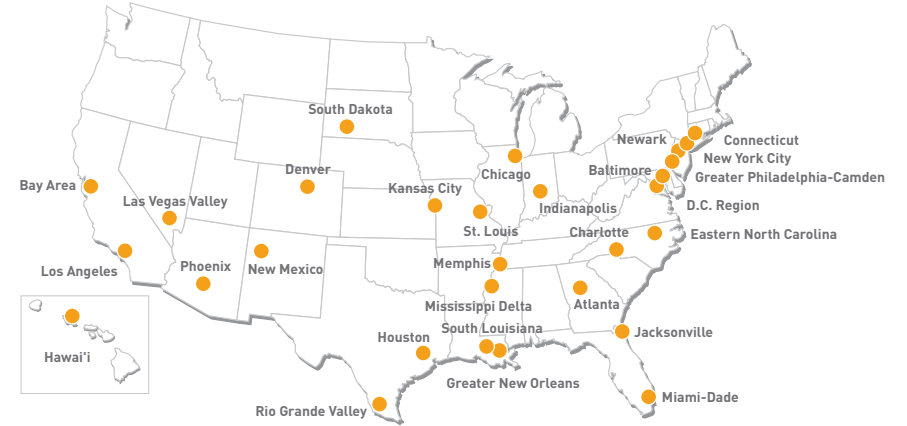 South Dakota
Newark
Connecticut
New York City
Denver
Chicago
Baltimore
Greater Philadelphia-Camden
Bay Area
Kansas City
Las Vegas Valley
Indianapolis
D.C. Region
St. Louis
Charlotte
Eastern North Carolina
Los Angeles
Phoenix
New Mexico
Memphis
Mississippi Delta
Atlanta
South Louisiana
Jacksonville
Houston
Hawai'i
Greater New Orleans
Rio Grande Valley
Miami-Dade